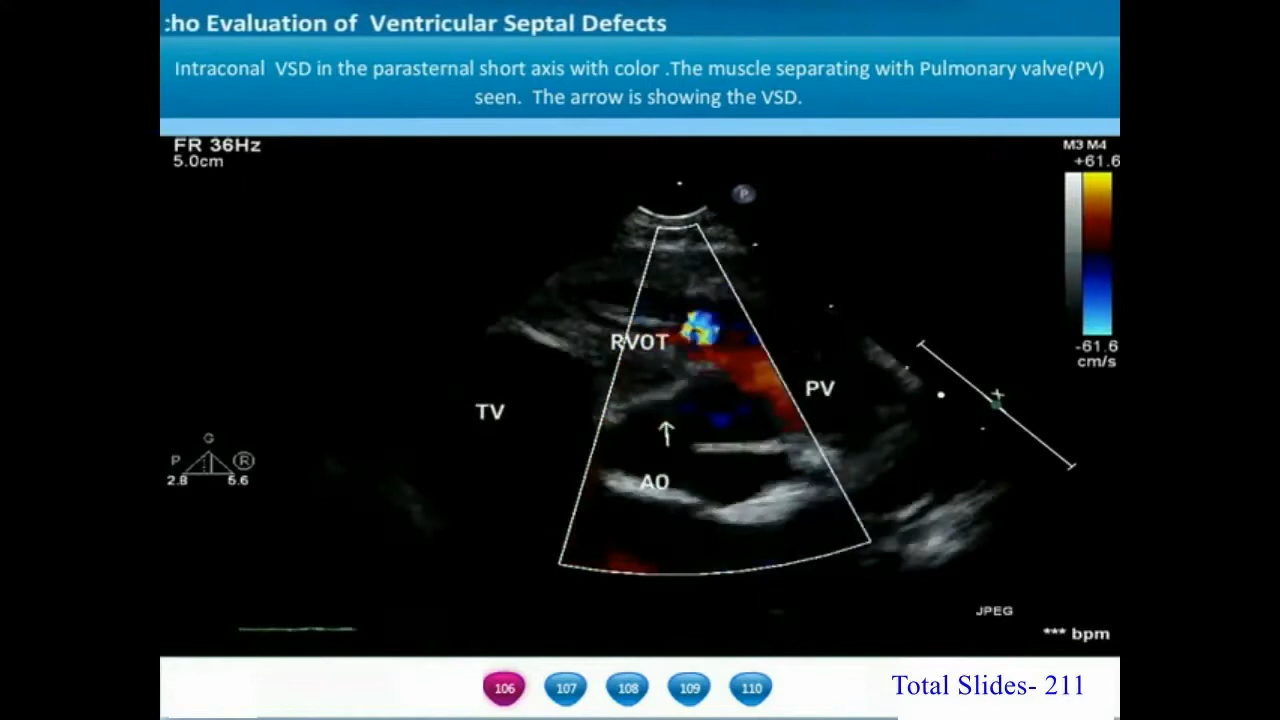 :ho Evaluation of Ventricular Septal Defects
Intraconal VSD in the parasternal short axis with color .The muscle separating with Pulmonary valve(PV)
seen. The arrow is showing the VSD.
FR 36Hz
5.0cm
M3 M4
+61.6
P
RVOT
-61.6
cm/s
PV
TV
G
P R
2.8 5.6
AO
JPEG
*** bpm
106 107 108 109 110
Total Slides- 211